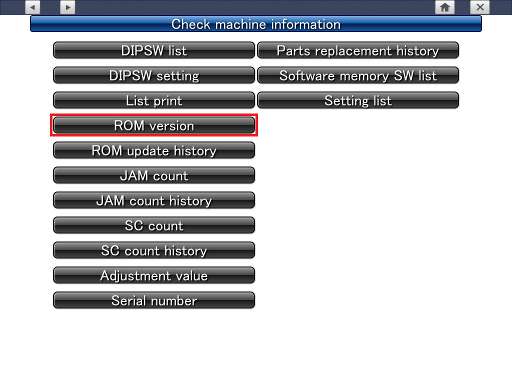 Check machine information
DIPSW list
DIPSW setting
List print
ROM version
ROM update history
JAM count
JAM count history
SC count
SC count history
Adjustment value
Serial number
Parts replacement history
Software memory SW list
Setting list